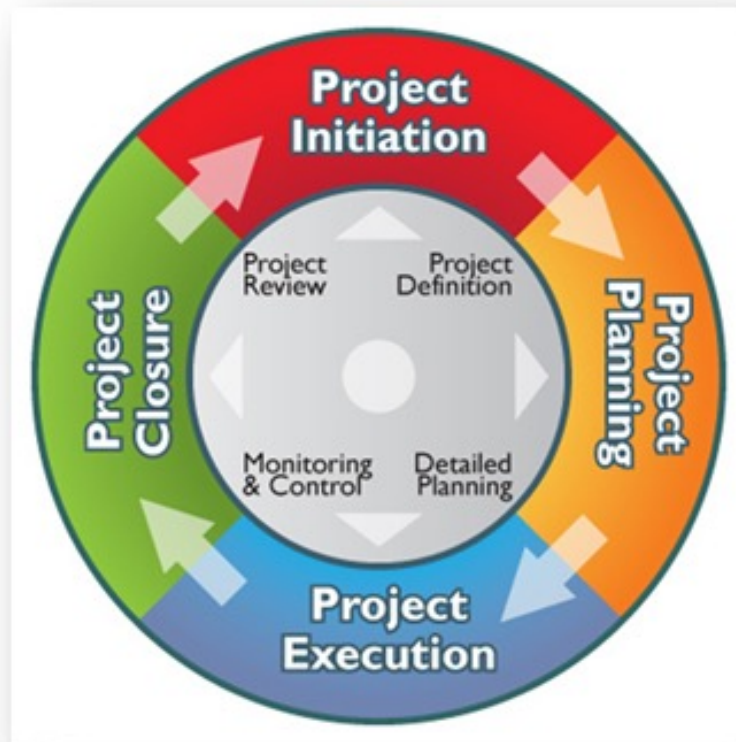 Project
Initiation
Project
Planning
Project
Execution
Project
Closure
Project
Review
Project
Definition
Monitoring
& Control
Detailed
Planning